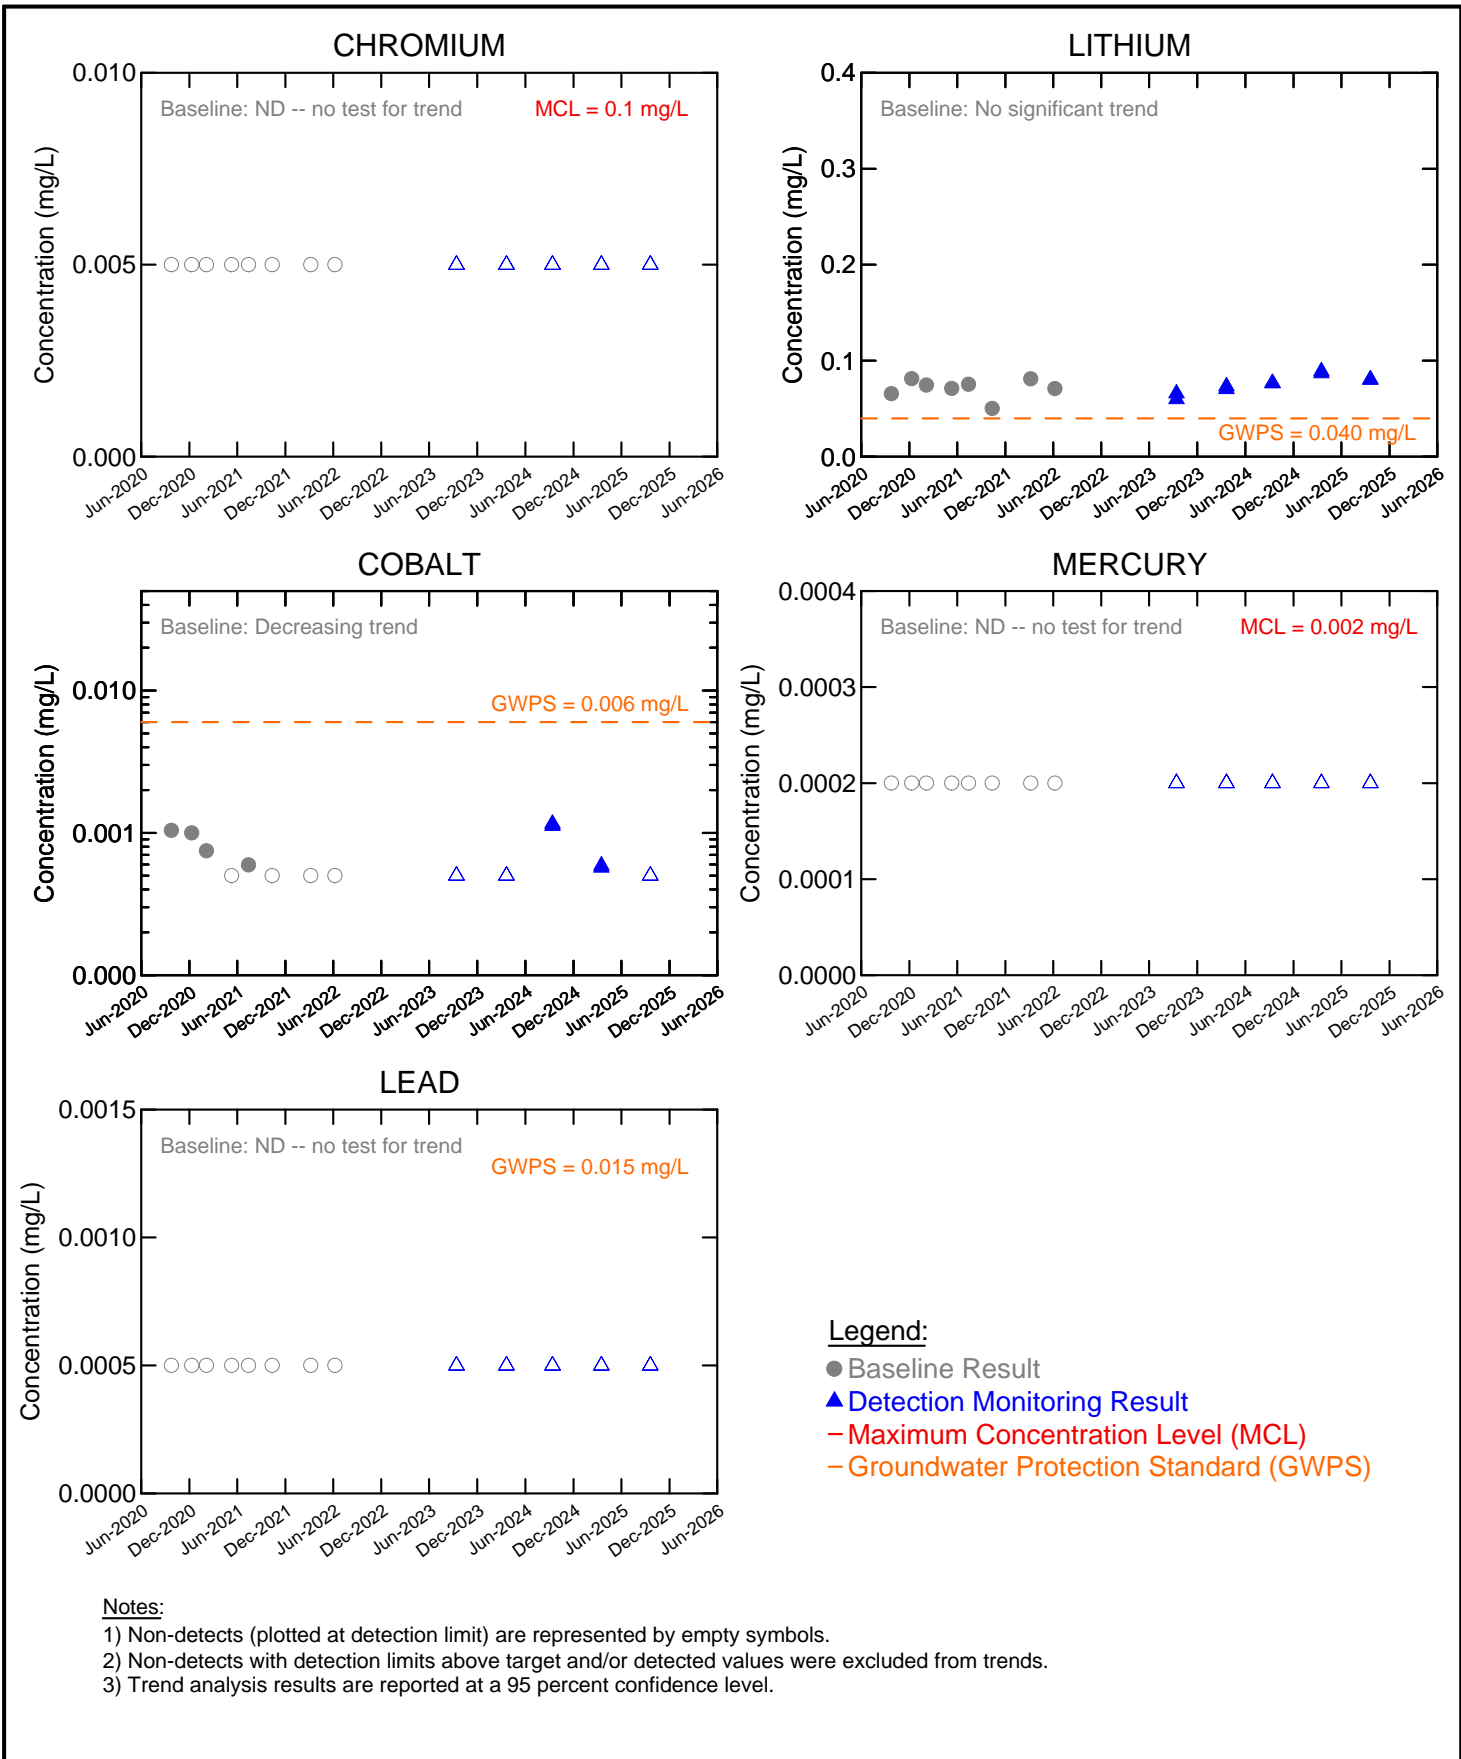 CHROMIUM
0.010
Baseline: ND -- no test for trend
MCL = 0.1 mg/L
Concentration (mg/L)
0.005
0.000
Jun-2020
Dec-2020
Jun-2021
Dec-2021
Jun-2022
Dec-2022
Jun-2023
Dec-2023
Jun-2024
Dec-2024
Jun-2025
Dec-2025
Jun-2026
LITHIUM
0.4
Baseline: No significant trend
0.3
Concentration (mg/L)
0.2
0.1
GWPS = 0.040 mg/L
0.0
Jun-2020
Dec-2020
Jun-2021
Dec-2021
Jun-2022
Dec-2022
Jun-2023
Dec-2023
Jun-2024
Dec-2024
Jun-2025
Dec-2025
Jun-2026
COBALT
Baseline: Decreasing trend
0.010
GWPS = 0.006 mg/L
Concentration (mg/L)
0.001
0.000
Jun-2020
Dec-2020
Jun-2021
Dec-2021
Jun-2022
Dec-2022
Jun-2023
Dec-2023
Jun-2024
Dec-2024
Jun-2025
Dec-2025
Jun-2026
MERCURY
0.0004
Baseline: ND -- no test for trend
MCL = 0.002 mg/L
0.0003
Concentration (mg/L)
0.0002
0.0001
0.0000
Jun-2020
Dec-2020
Jun-2021
Dec-2021
Jun-2022
Dec-2022
Jun-2023
Dec-2023
Jun-2024
Dec-2024
Jun-2025
Dec-2025
Jun-2026
LEAD
0.0015
Baseline: ND -- no test for trend
GWPS = 0.015 mg/L
0.0010
Concentration (mg/L)
0.0005
0.0000
Jun-2020
Dec-2020
Jun-2021
Dec-2021
Jun-2022
Dec-2022
Jun-2023
Dec-2023
Jun-2024
Dec-2024
Jun-2025
Dec-2025
Jun-2026
Legend:
Baseline Result
Detection Monitoring Result
Maximum Concentration Level (MCL)
Groundwater Protection Standard (GWPS)
Notes:
1) Non-detects (plotted at detection limit) are represented by empty symbols.
2) Non-detects with detection limits above target and/or detected values were excluded from trends.
3) Trend analysis results are reported at a 95 percent confidence level.